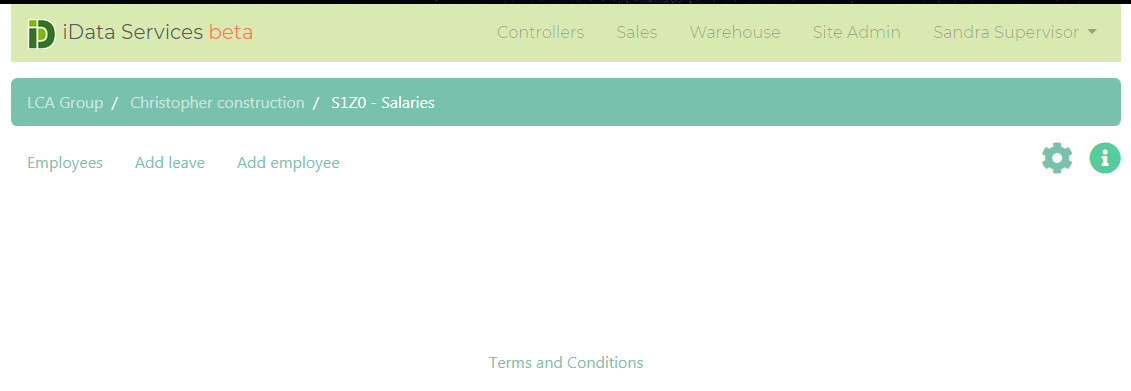 iD iData Services beta Controllers Sales Warehouse Site Admin Sandra Supervisor
LCA Group / Christopher construction / S1Z0 - Salaries
Employees Add leave Add employee
Terms and Conditions